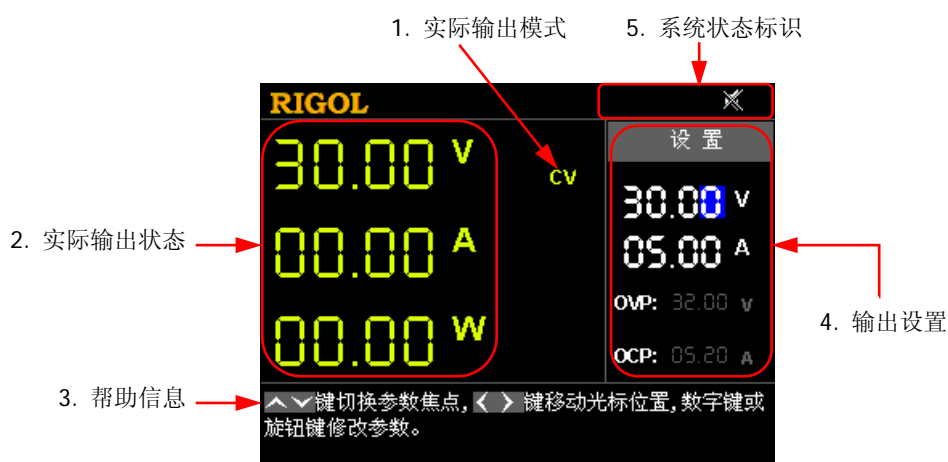 1. 实际输出模式
5. 系统状态标识
RIGOL
设置
30.00 V
CV
30.00 V
2. 实际输出状态
00.00 A
05.00 A
OVP: 32.00 V
4. 输出设置
00.00 W
OCP: 05.20 A
3. 帮助信息
键切换参数焦点, 键移动光标位置, 数字键或
旋钮键修改参数。